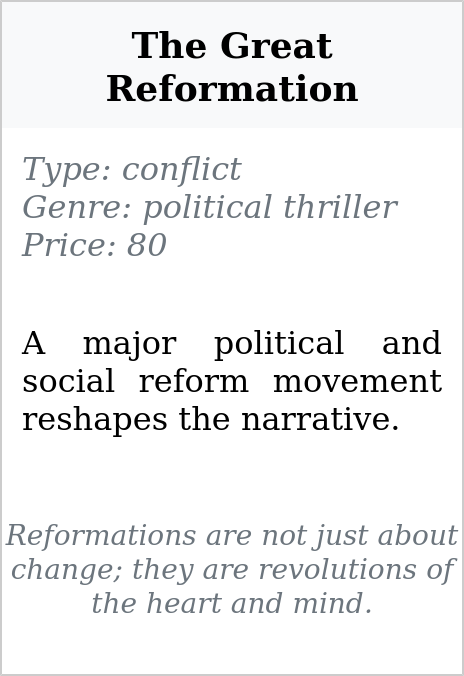 The Great
Reformation
Type: conflict
Genre: political thriller
Price: 80
A major political and
social reform movement
reshapes the narrative.
Reformations are not just about
change; they are revolutions of
the heart and mind.